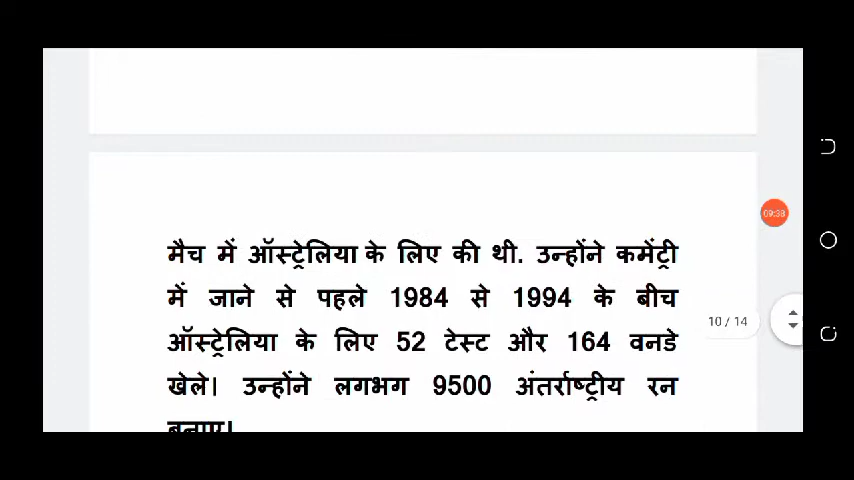 मैच में ऑस्ट्रेलिया के लिए की थी. उन्होंने कमेंट्री
में जाने से पहले 1984 से 1994 के बीच
ऑस्ट्रेलिया के लिए 52 टेस्ट और 164 वनडे
खेले। उन्होंने लगभग 9500 अंतर्राष्ट्रीय रन
बनाए।
09:38
10 / 14